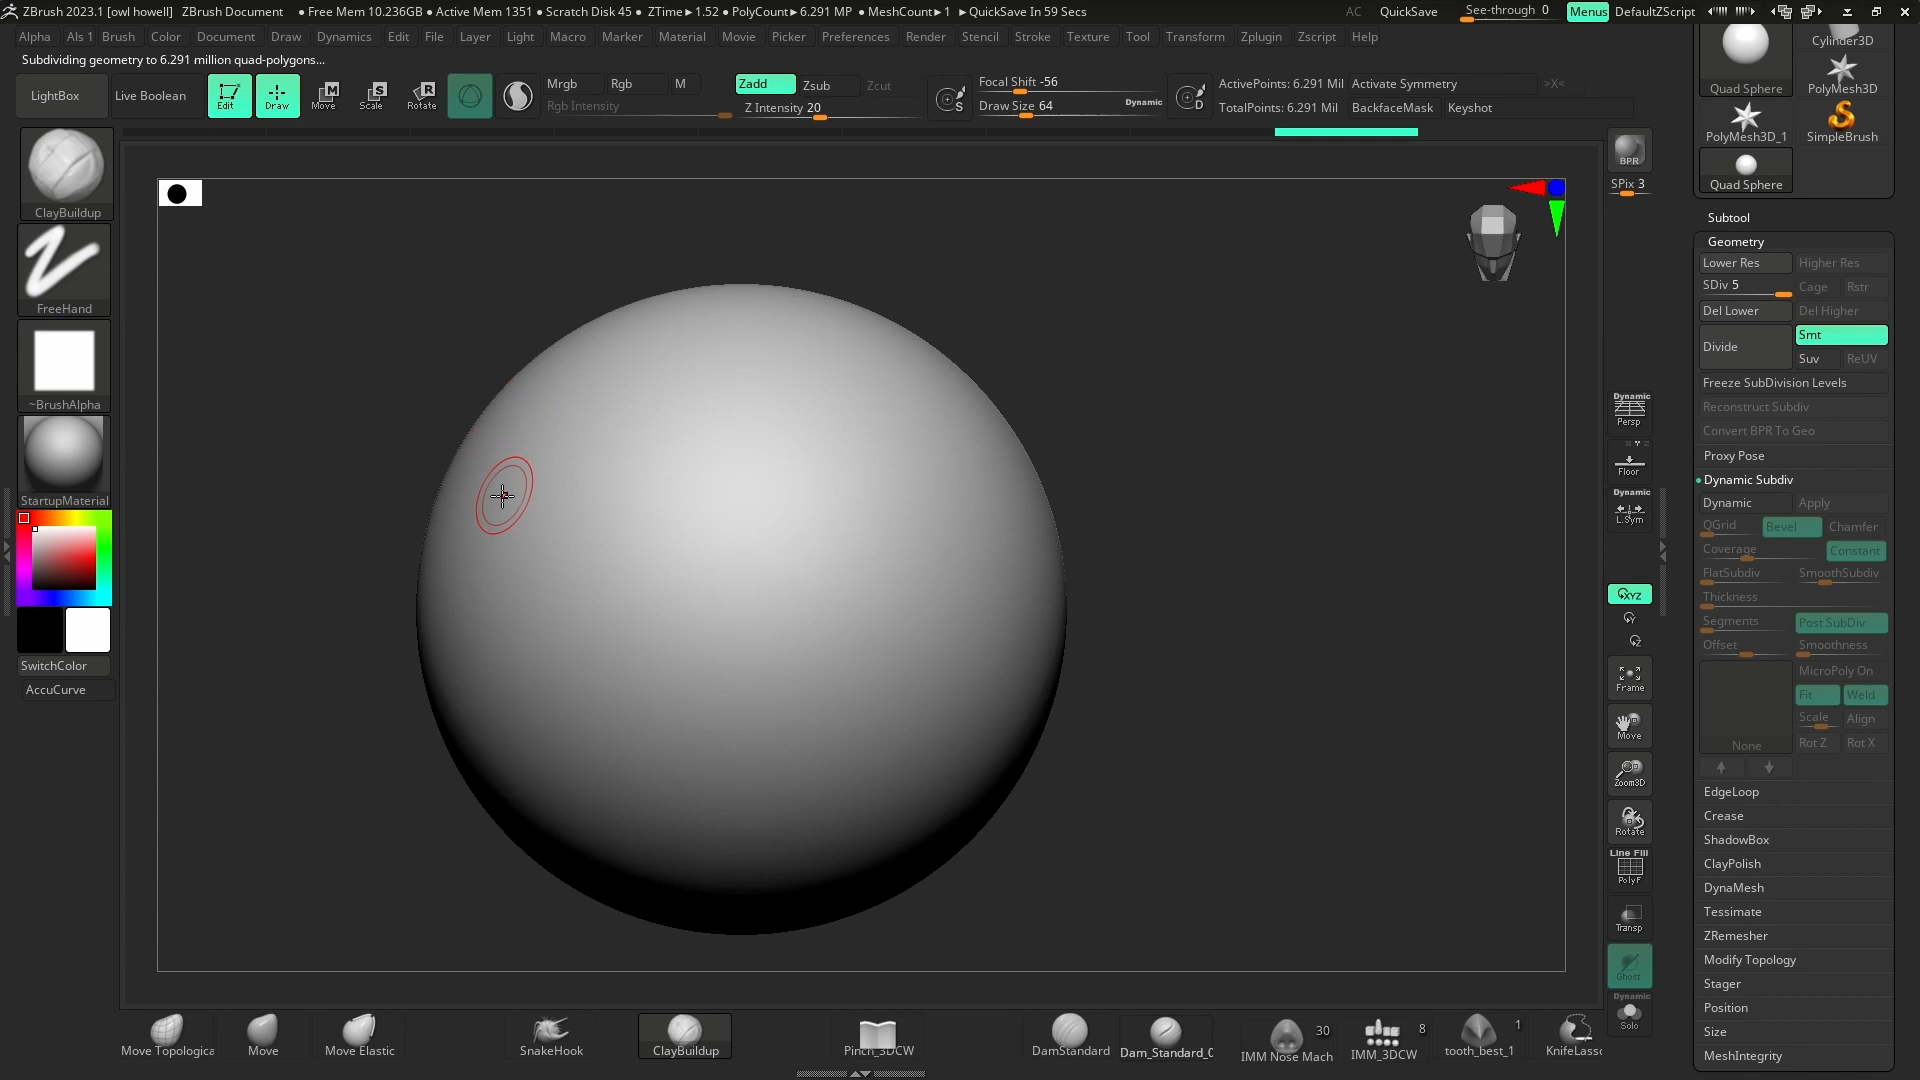 ZBrush 2023.1 [owl howell] ZBrush Document • Free Mem 10.236GB • Active Mem 1351 • Scratch Disk 45 • ZTime►1.52 • PolyCount►6.291 MP • MeshCount►1 ►QuickSave In 59 Secs AC QuickSave See-through 0 Menus DefaultZScript
Alpha Als 1 Brush Color Document Draw Dynamics Edit File Layer Light Macro Marker Material Movie Picker Preferences Render Stencil Stroke Texture Tool Transform Zplugin Zscript Help
Subdividing geometry to 6.291 million quad-polygons...
LightBox Live Boolean Edit Draw Move Scale Rotate
Mrgb Rgb M Zadd Zsub Zcut Focal Shift -56 ActivePoints: 6.291 Mil Activate Symmetry >X<
Rgb Intensity Z Intensity 20 Draw Size 64 Dynamic TotalPoints: 6.291 Mil BackfaceMask Keyshot
ClayBuildup
FreeHand
~BrushAlpha
StartupMaterial
SwitchColor
AccuCurve
BPR
SPix 3
Dynamic
Persp
Floor
Dynamic
L.Sym
XYZ
Y
Z
Frame
Move
Zoom3D
Rotate
Line Fill
PolyF
Transp
Ghost
Dynamic
Solo
Cylinder3D
Quad Sphere PolyMesh3D
PolyMesh3D_1 SimpleBrush
Quad Sphere
Subtool
Geometry
Lower Res Higher Res
SDiv 5 Cage Rstr
Del Lower Del Higher
Divide Smt
Suv ReUV
Freeze SubDivision Levels
Reconstruct Subdiv
Convert BPR To Geo
Proxy Pose
Dynamic Subdiv
Dynamic Apply
QGrid Bevel Chamfer
Coverage Constant
FlatSubdiv SmoothSubdiv
Thickness
Segments Post SubDiv
Offset Smoothness
MicroPoly On
Fit Weld
Scale Align
None Rot Z Rot X
EdgeLoop
Crease
ShadowBox
ClayPolish
DynaMesh
Tessimate
ZRemesher
Modify Topology
Stager
Position
Size
MeshIntegrity
Move Topologica Move Move Elastic SnakeHook ClayBuildup Pinch_3DCW DamStandard Dam_Standard_0 IMM Nose Mach 30 IMM_3DCW 8 tooth_best_1 1 KnifeLasso